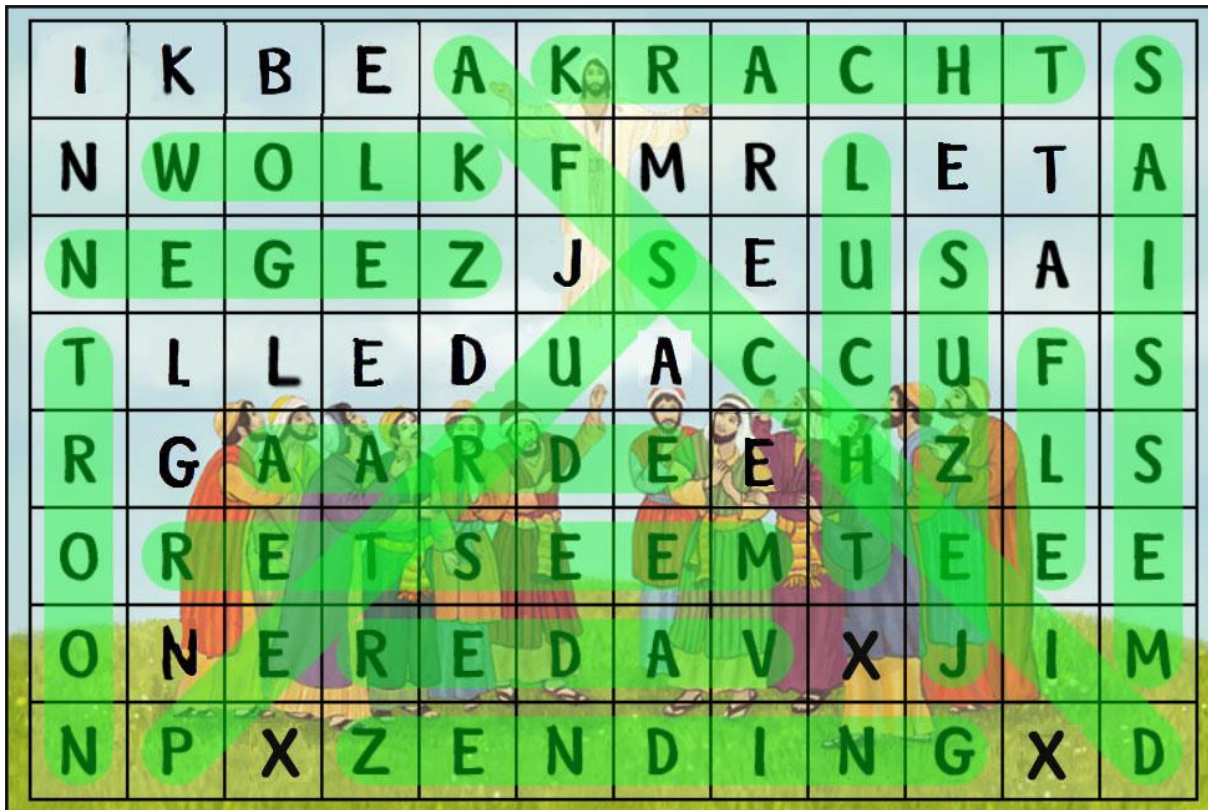 I K B E A K R A C H T S
N W O L K F M R L E T A
N E G E Z J S E U S A I
T L L E D U A C C U F S
R G A A R D E E H Z L S
O R E T S E E M T E E E
O N E R E D A V X J I M
N P X Z E N D I N G X D